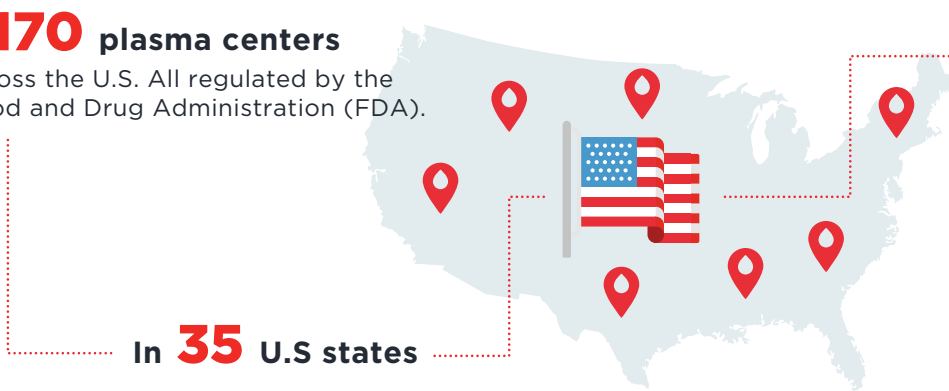 170 plasma centers
oss the U.S. All regulated by the
od and Drug Administration (FDA).
In 35 U.S states